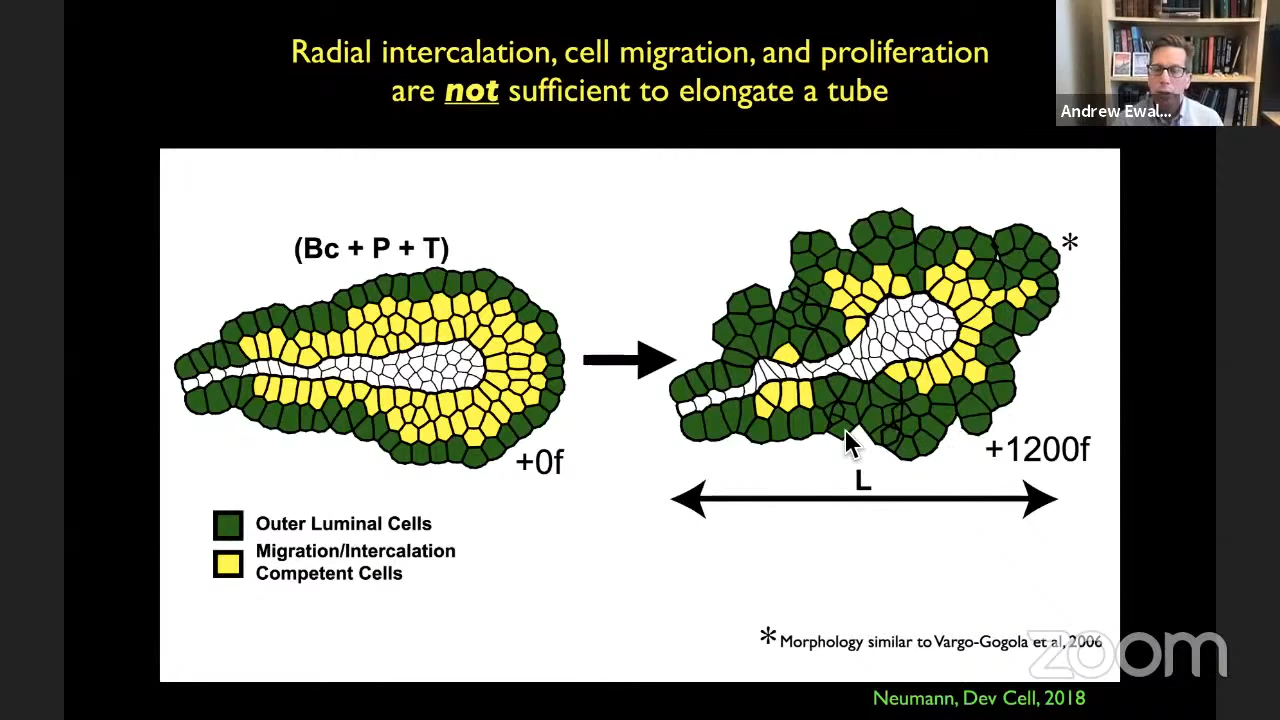 Radial intercalation, cell migration, and proliferation
are not sufficient to elongate a tube
Andrew Ewal...
(Bc + P + T)
*
+0f
+1200f
L
Outer Luminal Cells
Migration/Intercalation
Competent Cells
* Morphology similar to Vargo-Gogola et al, 2006
zoom
Neumann, Dev Cell, 2018